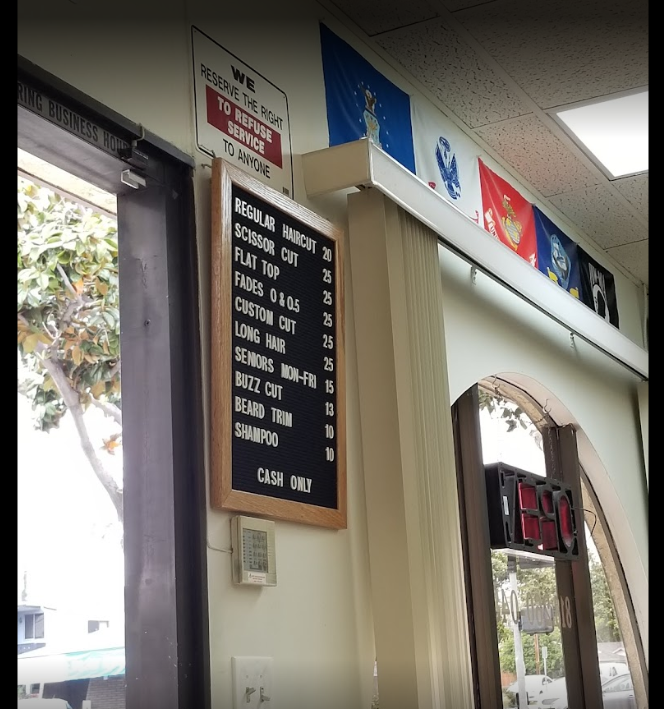 RING BUSINESS HOU
WE
RESERVE THE RIGHT
TO REFUSE
SERVICE
TO ANYONE
REGULAR HAIRCUT 20
SCISSOR CUT 25
FLAT TOP 25
FADES 0 & 0.5 25
CUSTOM CUT 25
LONG HAIR 25
SENIORS MON-FRI 15
BUZZ CUT 13
BEARD TRIM 10
SHAMPOO 10
CASH ONLY